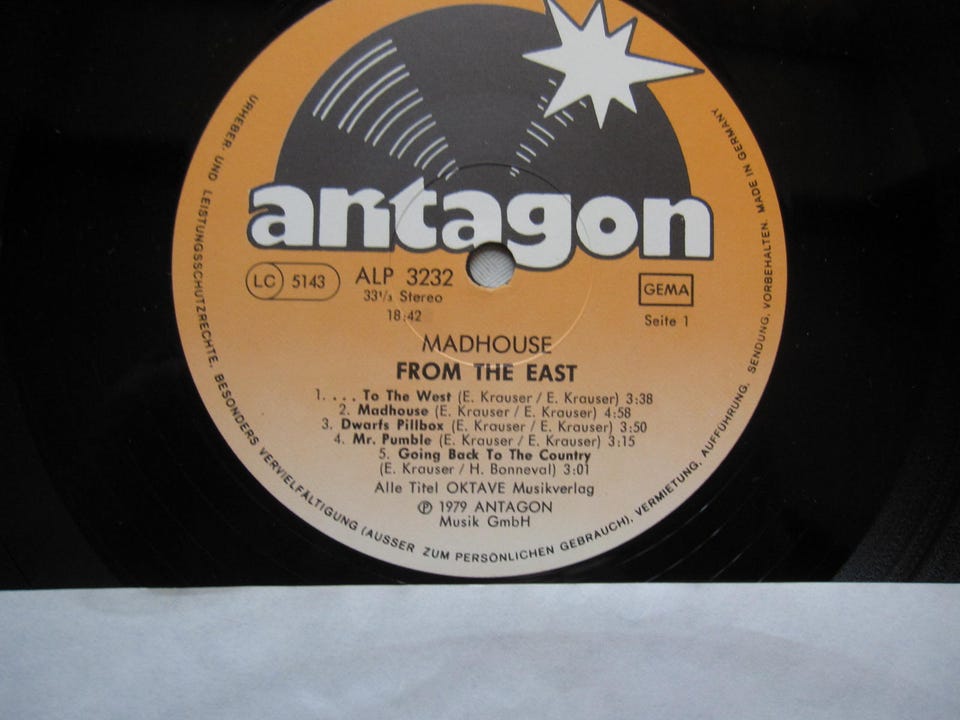 antagon
LC 5143
ALP 3232
33⅓ Stereo
18:42
GEMA
Seite 1
MADHOUSE
FROM THE EAST
1. ... To The West (E. Krauser / E. Krauser) 3:38
2. Madhouse (E. Krauser / E. Krauser) 4:58
3. Dwarfs Pillbox (E. Krauser / E. Krauser) 3:50
4. Mr. Pumble (E. Krauser / E. Krauser) 3:15
5. Going Back To The Country
(E. Krauser / H. Bonneval) 3:01
Alle Titel OKTAVE Musikverlag
℗ 1979 ANTAGON
Musik GmbH
URHEBER- UND LEISTUNGSSCHUTZRECHTE, BESONDERS VERVIELFÄLTIGUNG (AUSSER ZUM PERSÖNLICHEN GEBRAUCH), VERMIETUNG, AUFFÜHRUNG, SENDUNG, VORBEHALTEN. MADE IN GERMANY